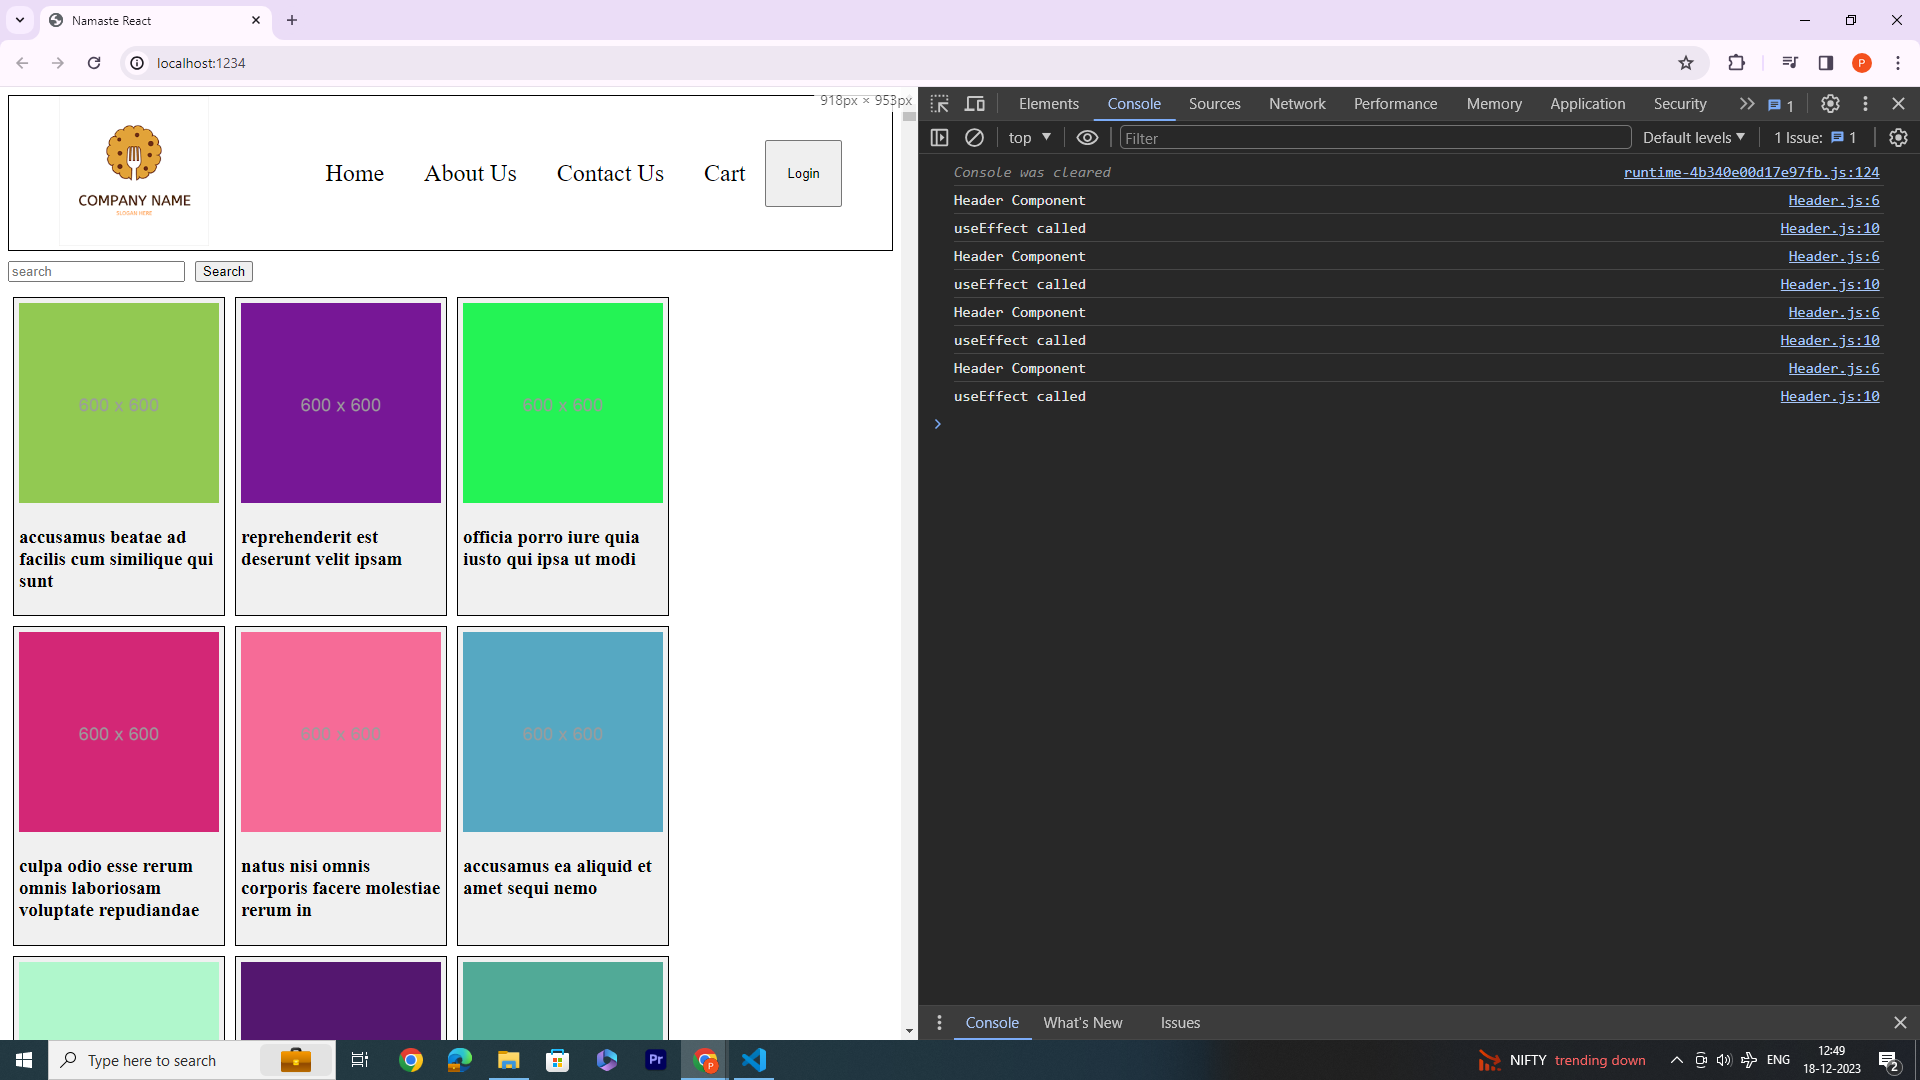 Namaste React
localhost:1234
918px × 953px
COMPANY NAME
SLOGAN HERE
Home About Us Contact Us Cart Login
search Search
600 x 600 600 x 600 600 x 600
accusamus beatae ad
facilis cum similique qui
sunt
reprehenderit est
deserunt velit ipsam
officia porro iure quia
iusto qui ipsa ut modi
600 x 600 600 x 600 600 x 600
culpa odio esse rerum
omnis laboriosam
voluptate repudiandae
natus nisi omnis
corporis facere molestiae
rerum in
accusamus ea aliquid et
amet sequi nemo
Elements Console Sources Network Performance Memory Application Security 1
top Filter Default levels 1 Issue: 1
Console was cleared runtime-4b340e00d17e97fb.js:124
Header Component Header.js:6
useEffect called Header.js:10
Header Component Header.js:6
useEffect called Header.js:10
Header Component Header.js:6
useEffect called Header.js:10
Header Component Header.js:6
useEffect called Header.js:10
Console What's New Issues
Type here to search
Pr
P
NIFTY trending down
ENG
12:49
18-12-2023
2